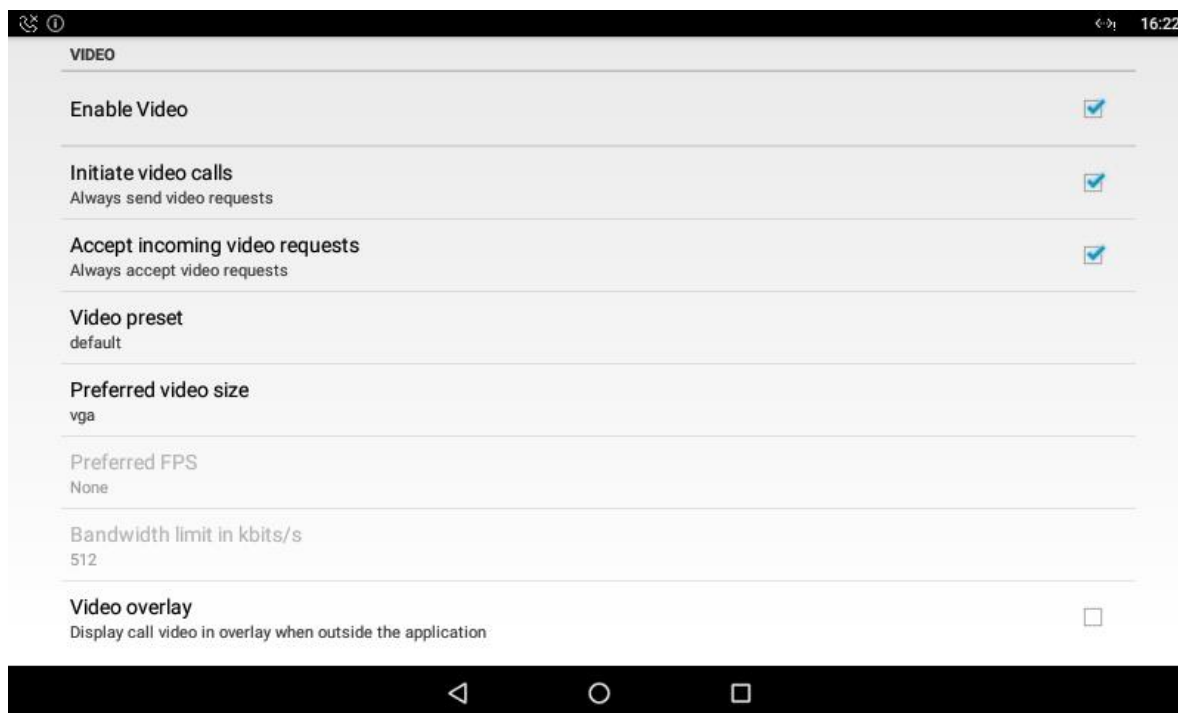 16:22
VIDEO
Enable Video
Initiate video calls
Always send video requests
Accept incoming video requests
Always accept video requests
Video preset
default
Preferred video size
vga
Preferred FPS
None
Bandwidth limit in kbits/s
512
Video overlay
Display call video in overlay when outside the application